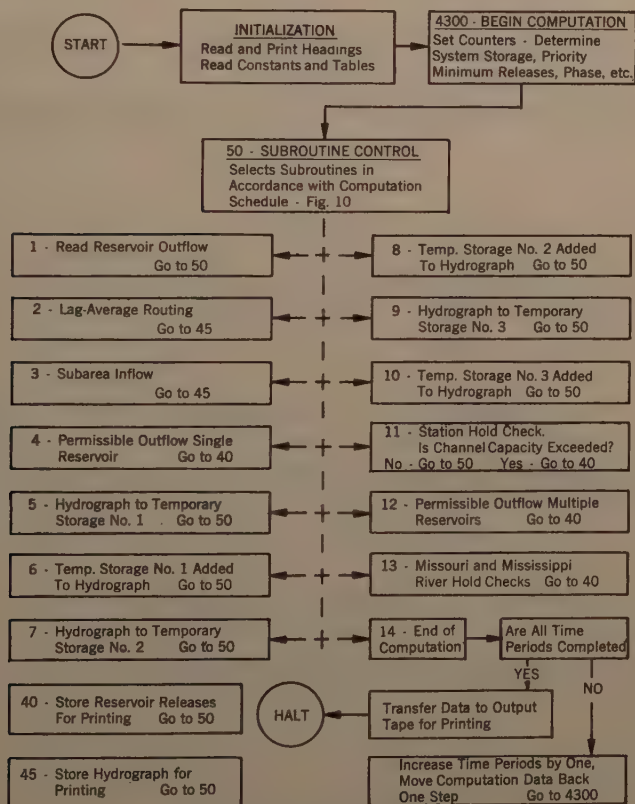 START
INITIALIZATION
Read and Print Headings
Read Constants and Tables
4300 - BEGIN COMPUTATION
Set Counters - Determine
System Storage, Priority
Minimum Releases, Phase, etc.
50 - SUBROUTINE CONTROL
Selects Subroutines in
Accordance with Computation
Schedule - Fig. 10
1 - Read Reservoir Outflow
Go to 50
2 - Lag-Average Routing
Go to 45
3 - Subarea Inflow
Go to 45
4 - Permissible Outflow Single
Reservoir Go to 40
5 - Hydrograph to Temporary
Storage No. 1 Go to 50
6 - Temp. Storage No. 1 Added
To Hydrograph Go to 50
7 - Hydrograph to Temporary
Storage No. 2 Go to 50
8 - Temp. Storage No. 2 Added
To Hydrograph Go to 50
9 - Hydrograph to Temporary
Storage No. 3 Go to 50
10 - Temp. Storage No. 3 Added
To Hydrograph Go to 50
11 - Station Hold Check.
Is Channel Capacity Exceeded?
No - Go to 50 Yes - Go to 40
12 - Permissible Outflow Multiple
Reservoirs Go to 40
13 - Missouri and Mississippi
River Hold Checks Go to 40
14 - End of
Computation
Are All Time
Periods Completed
YES
NO
40 - Store Reservoir Releases
For Printing Go to 50
HALT
Transfer Data to Output
Tape for Printing
45 - Store Hydrograph for
Printing Go to 50
Increase Time Periods by One,
Move Computation Data Back
One Step Go to 4300